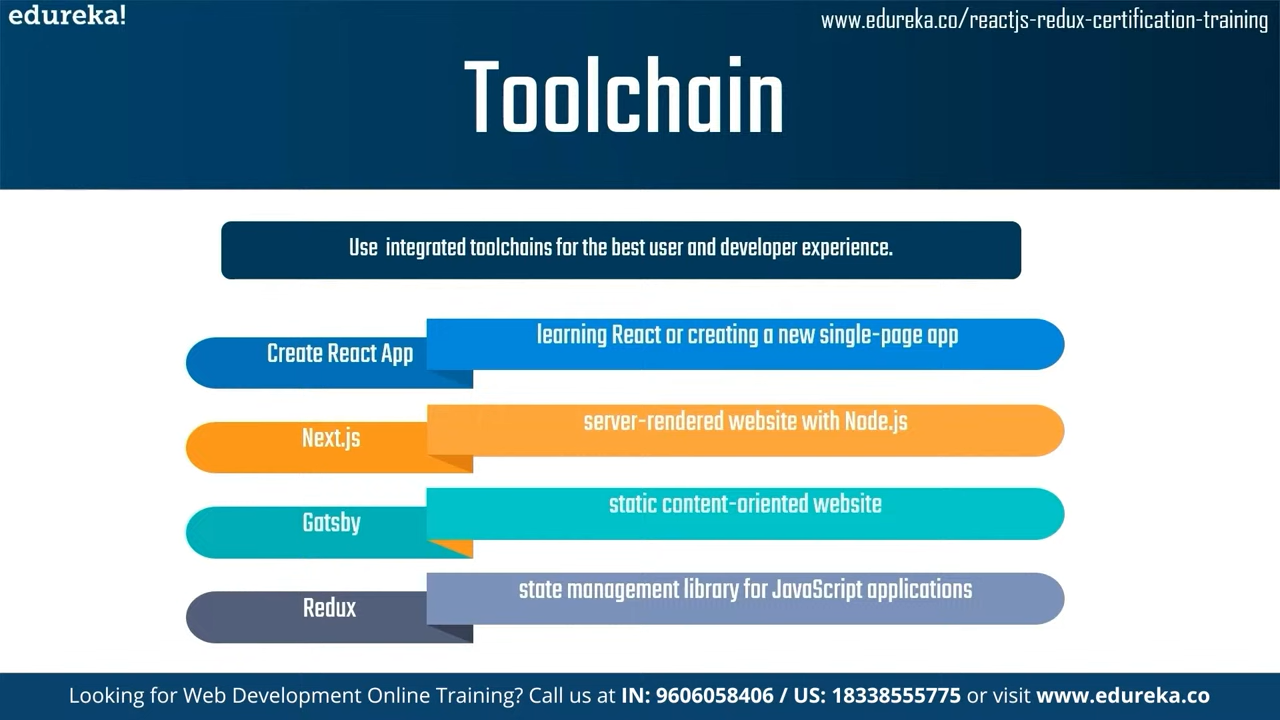 edureka!
www.edureka.co/reactjs-redux-certification-training
Toolchain
Use integrated toolchains for the best user and developer experience.
Create React App
learning React or creating a new single-page app
Next.js
server-rendered website with Node.js
Gatsby
static content-oriented website
Redux
state management library for JavaScript applications
Looking for Web Development Online Training? Call us at IN: 9606058406 / US: 18338555775 or visit www.edureka.co